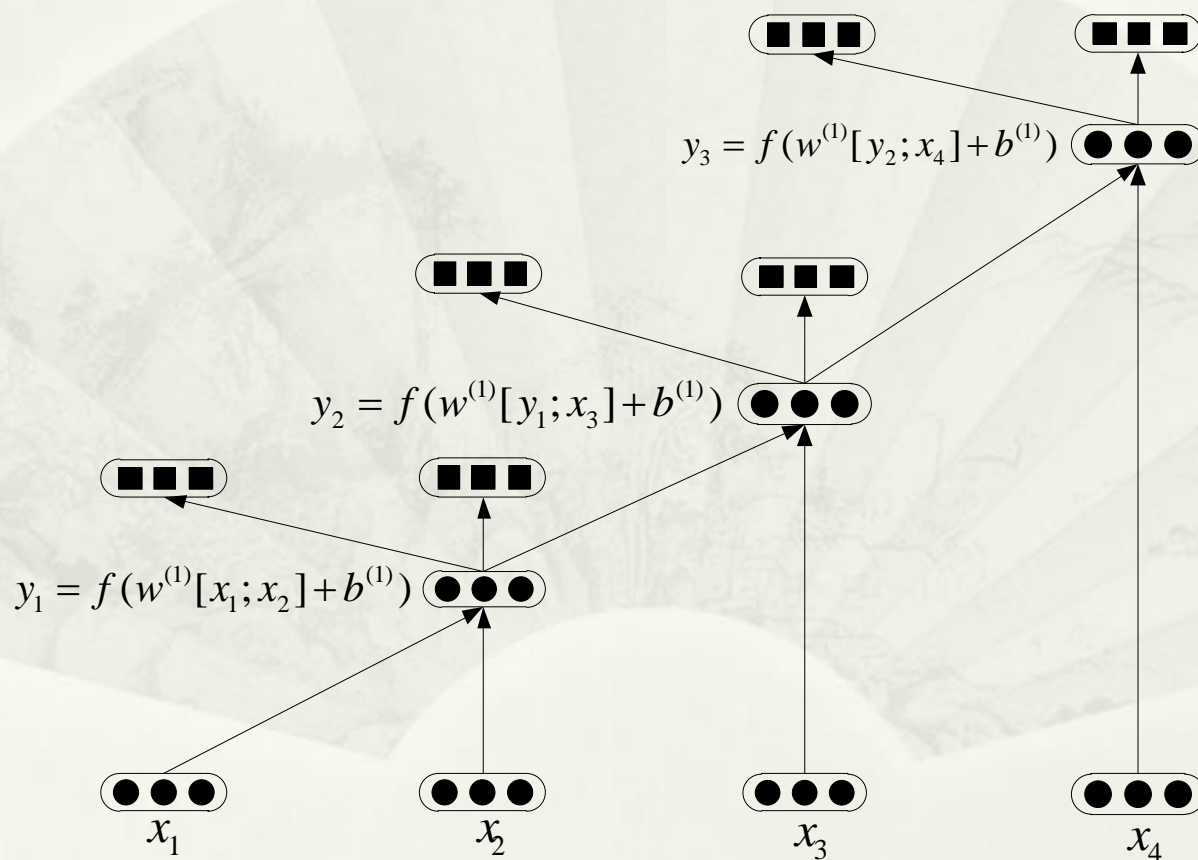 y₃ = f(w⁽¹⁾[y₂; x₄]+b⁽¹⁾)
y₂ = f(w⁽¹⁾[y₁; x₃]+b⁽¹⁾)
y₁ = f(w⁽¹⁾[x₁; x₂]+b⁽¹⁾)
x₁ x₂ x₃ x₄